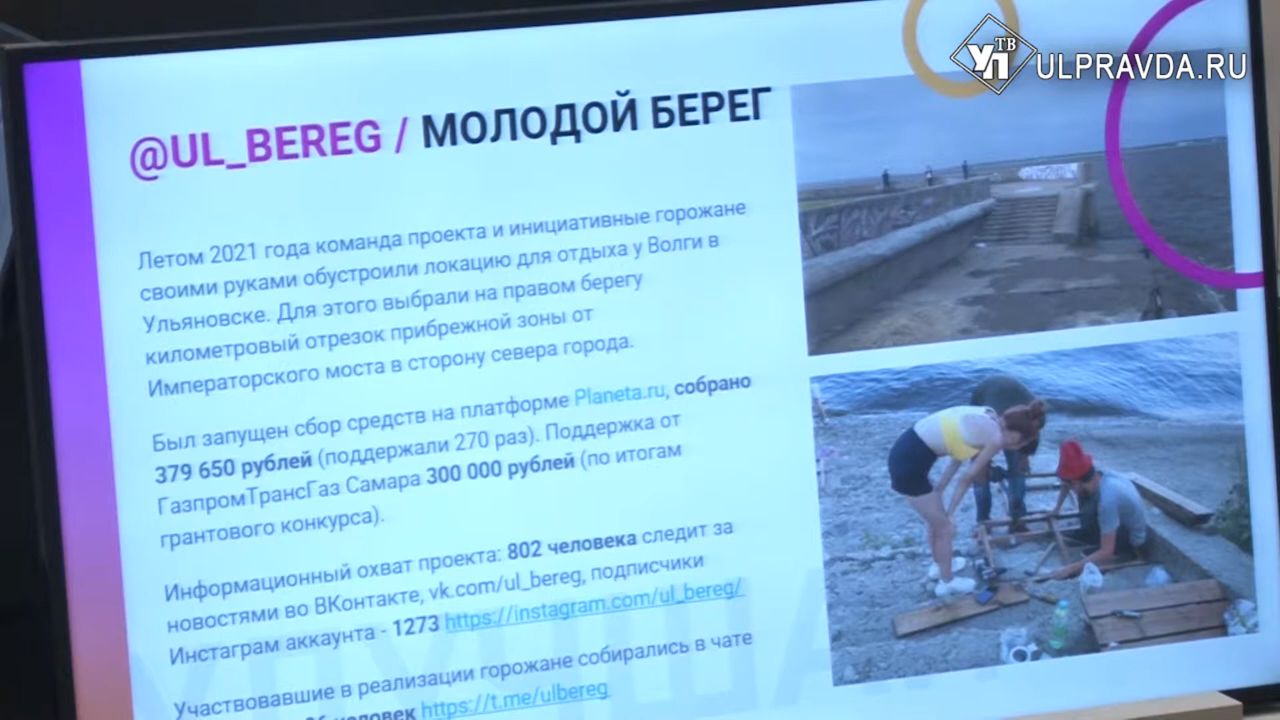 УП ТВ ULPRAVDA.RU
@UL_BEREG / МОЛОДОЙ БЕРЕГ
Летом 2021 года команда проекта и инициативные горожане
своими руками обустроили локацию для отдыха у Волги в
Ульяновске. Для этого выбрали на правом берегу
километровый отрезок прибрежной зоны от
Императорского моста в сторону севера города.
Был запущен сбор средств на платформе Planeta.ru, собрано
379 650 рублей (поддержали 270 раз). Поддержка от
ГазпромТрансГаз Самара 300 000 рублей (по итогам
грантового конкурса).
Информационный охват проекта: 802 человека следит за
новостями во ВКонтакте, vk.com/ul_bereg, подписчики
Инстаграм аккаунта - 1273 https://instagram.com/ul_bereg/
Участвовавшие в реализации горожане собирались в чате
человек https://t.me/ulbereg